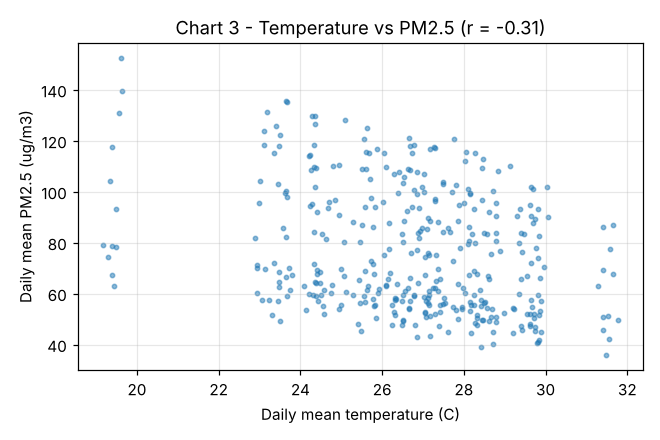 Chart 3 - Temperature vs PM2.5 (r = -0.31)
140
120
100
80
60
40
Daily mean PM2.5 (ug/m3)
20 22 24 26 28 30 32
Daily mean temperature (C)